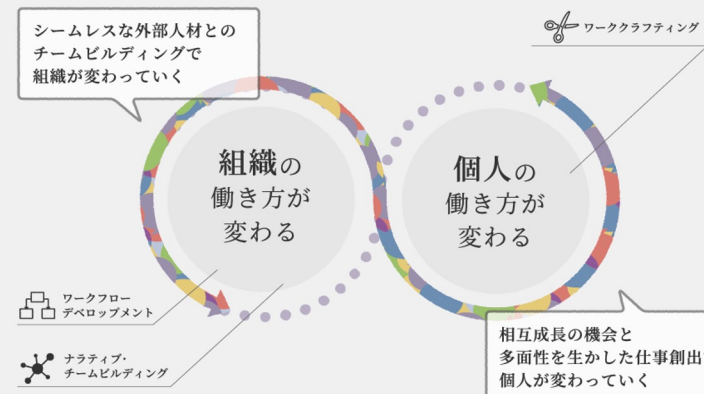 シームレスな外部人材との
チームビルディングで
組織が変わっていく
ワーククラフティング
組織の
働き方が
変わる
個人の
働き方が
変わる
ワークフロー
デベロップメント
ナラティブ・
チームビルディング
相互成長の機会と
多面性を生かした仕事創出
個人が変わっていく